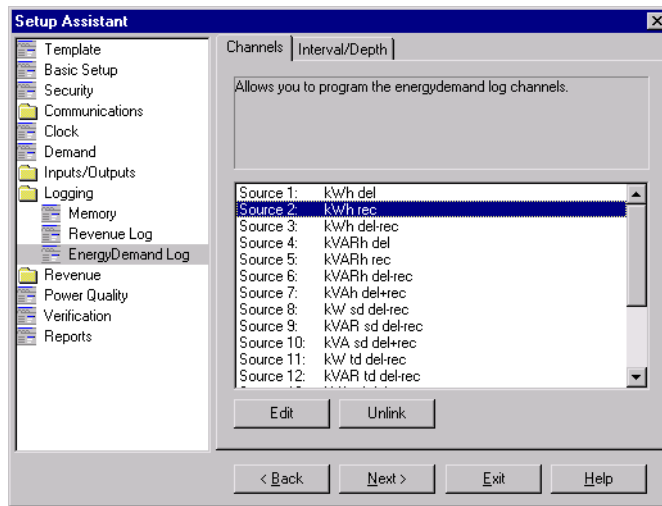 Setup Assistant
Template
Basic Setup
Security
Communications
Clock
Demand
Inputs/Outputs
Logging
Memory
Revenue Log
EnergyDemand Log
Revenue
Power Quality
Verification
Reports
Channels Interval/Depth
Allows you to program the energydemand log channels.
Source 1: kWh del
Source 2: kWh rec
Source 3: kWh del-rec
Source 4: kVARh del
Source 5: kVARh rec
Source 6: kVARh del-rec
Source 7: kVAh del+rec
Source 8: kW sd del-rec
Source 9: kVAR sd del-rec
Source 10: kVA sd del+rec
Source 11: kW td del-rec
Source 12: kVAR td del-rec
Edit Unlink
< Back Next > Exit Help